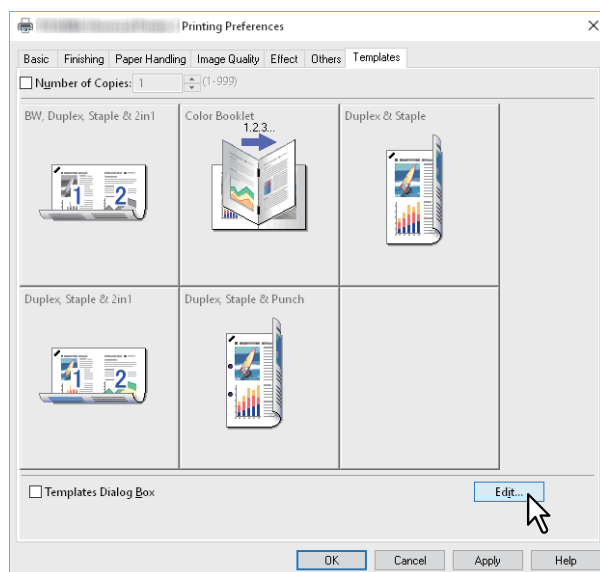 Printing Preferences
Basic Finishing Paper Handling Image Quality Effect Others Templates
Number of Copies: 1 (1-999)
BW, Duplex, Staple & 2in1
1 2
Color Booklet
1.2.3...
Duplex & Staple
Duplex, Staple & 2in1
1 2
Duplex, Staple & Punch
Templates Dialog Box
Edit...
OK Cancel Apply Help